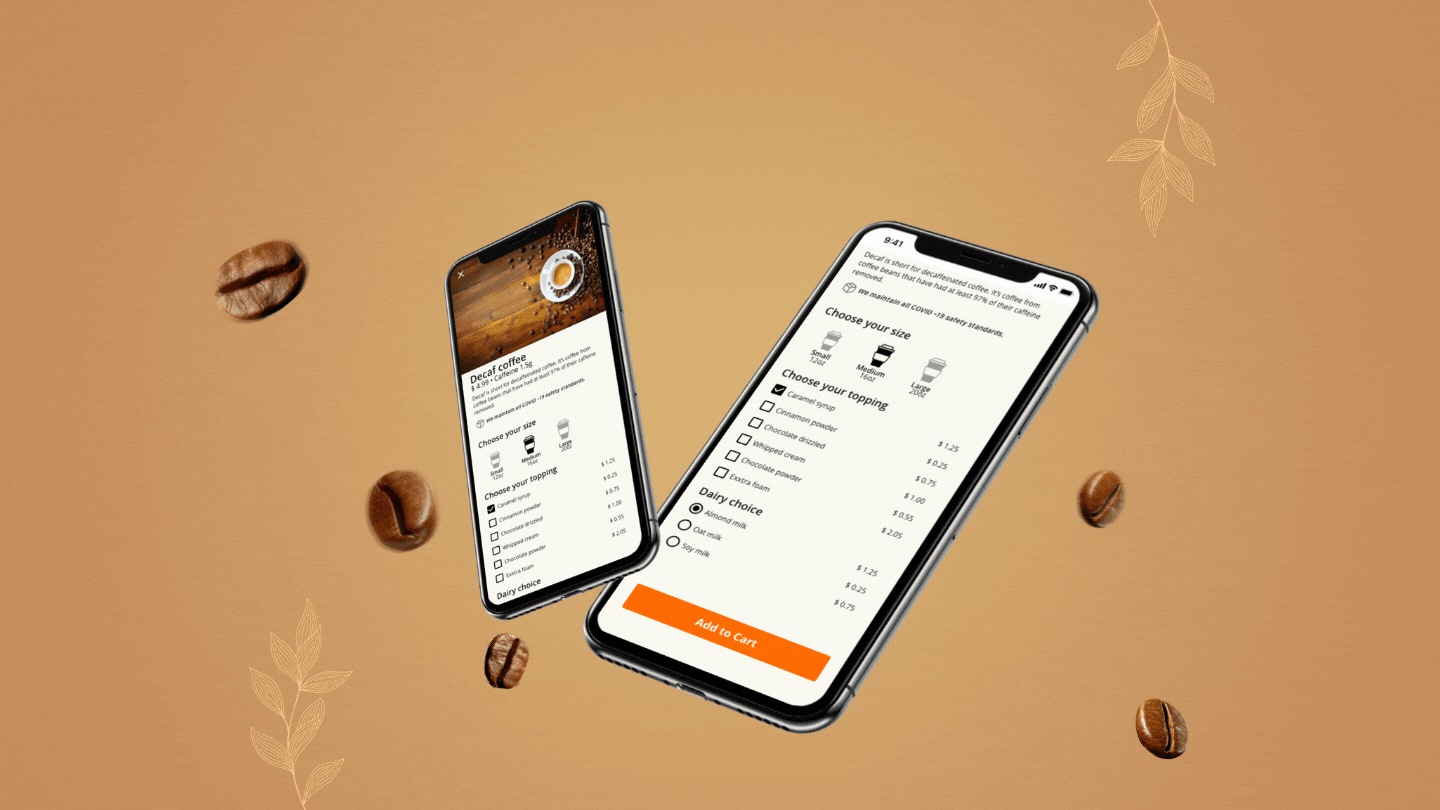 Decaf coffee
$ 4.99 • Caffeine 1.5g
Decaf is short for decaffeinated coffee. It's coffee from
coffee beans that have had at least 97% of their caffeine
removed.
We maintain all COVID -19 safety standards.
Choose your size
Small
12oz
Medium
16oz
Large
20oz
Choose your topping
Caramel syrup $ 1.25
Cinnamon powder $ 0.25
Chocolate drizzled $ 0.75
Whipped cream $ 1.00
Chocolate powder $ 0.55
Exxtra foam $ 2.05
Dairy choice
9:41
Decaf is short for decaffeinated coffee. It's coffee from
coffee beans that have had at least 97% of their caffeine
removed.
We maintain all COVID -19 safety standards.
Choose your size
Small
12oz
Medium
16oz
Large
20oz
Choose your topping
Caramel syrup $ 1.25
Cinnamon powder $ 0.25
Chocolate drizzled $ 0.75
Whipped cream $ 1.00
Chocolate powder $ 0.55
Exxtra foam $ 2.05
Dairy choice
Almond milk $ 1.25
Oat milk $ 0.25
Soy milk $ 0.75
Add to Cart